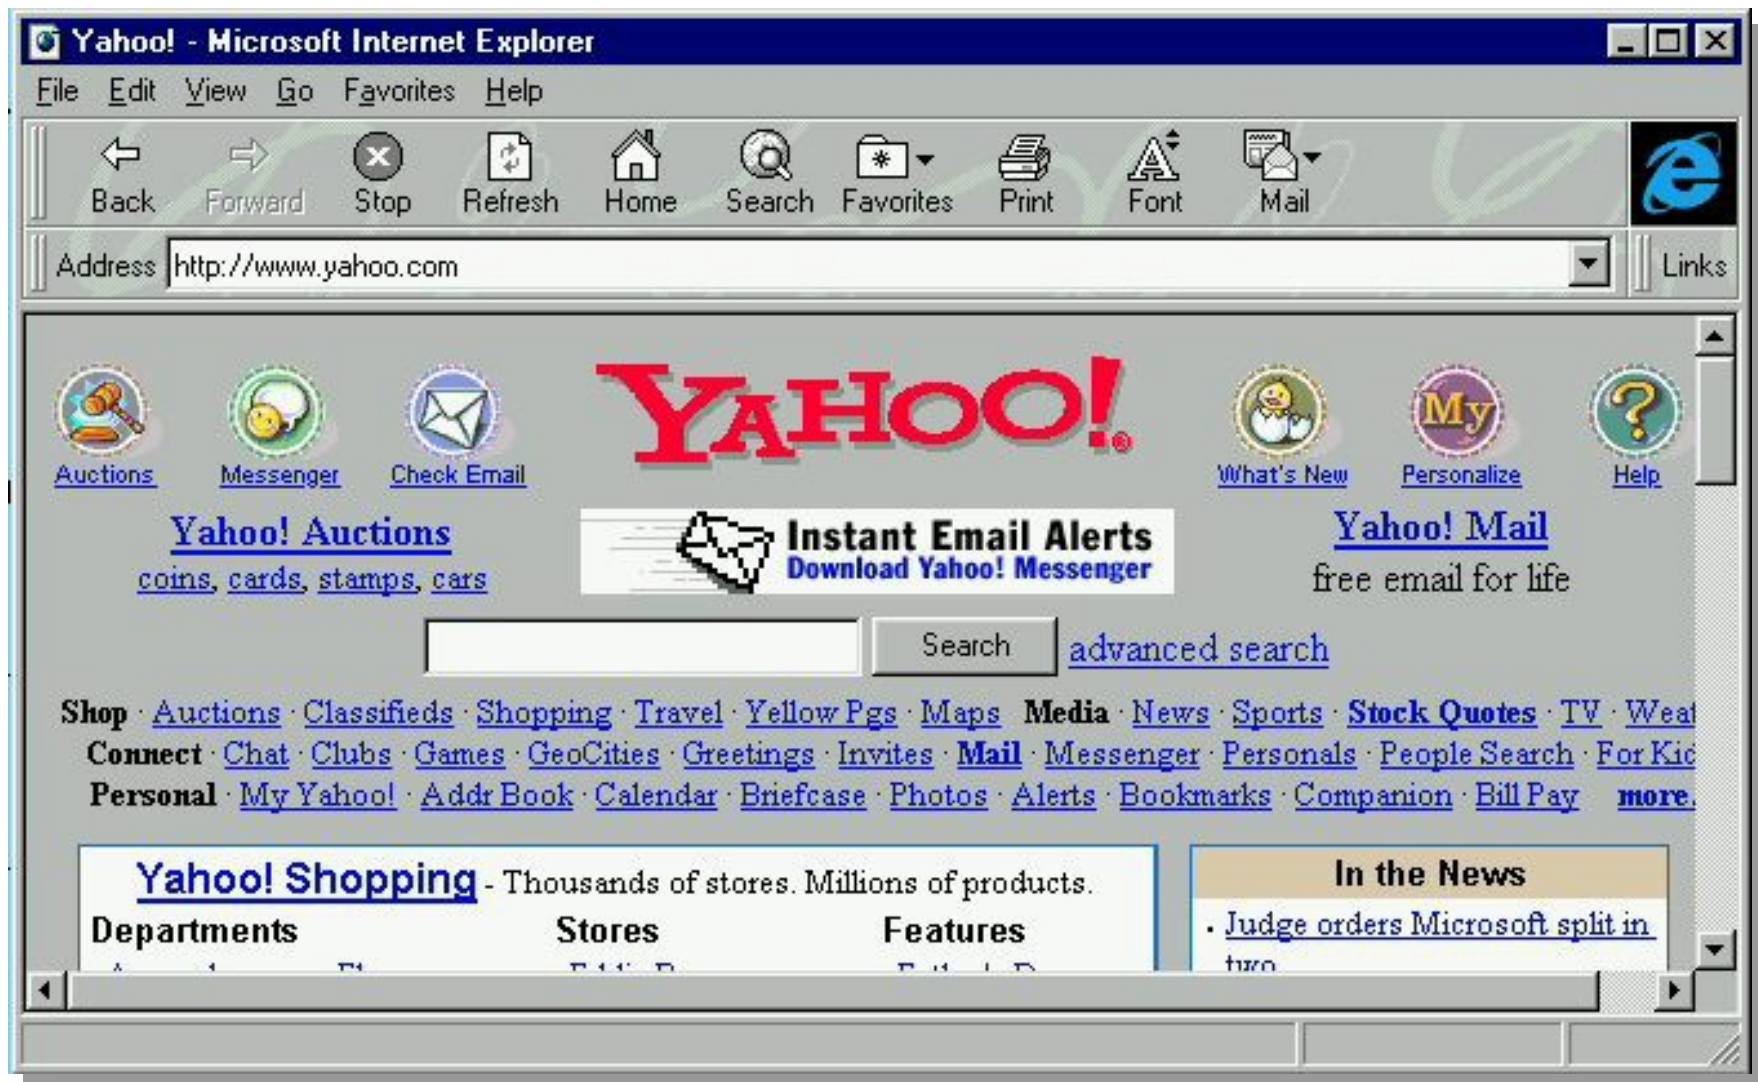 Yahoo! - Microsoft Internet Explorer
File Edit View Go Favorites Help
Back Forward Stop Refresh Home Search Favorites Print Font Mail
Address http://www.yahoo.com Links
YAHOO!
My
Auctions Messenger Check Email What's New Personalize Help
Yahoo! Auctions
coins, cards, stamps, cars
Instant Email Alerts
Download Yahoo! Messenger
Yahoo! Mail
free email for life
Search advanced search
Shop · Auctions · Classifieds · Shopping · Travel · Yellow Pgs · Maps Media · News · Sports · Stock Quotes · TV ·
Connect · Chat · Clubs · Games · GeoCities · Greetings · Invites · Mail · Messenger · Personals · People Search · For
Personal · My Yahoo! · Addr Book · Calendar · Briefcase · Photos · Alerts · Bookmarks · Companion · Bill Pay more.
Yahoo! Shopping - Thousands of stores. Millions of products.
Departments Stores Features
In the News
· Judge orders Microsoft split in
two